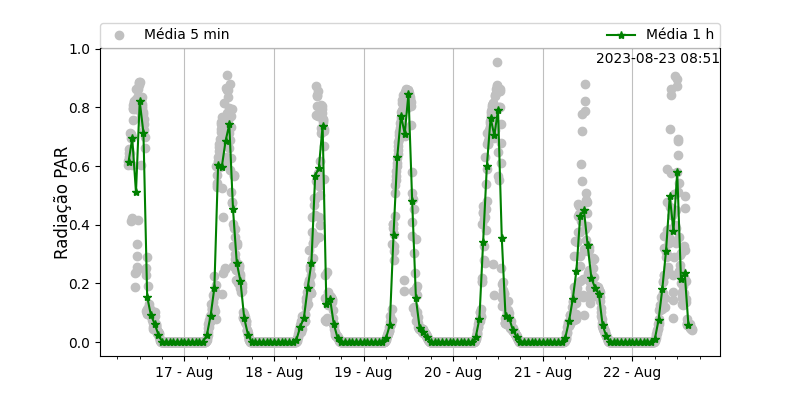 Média 5 min
Média 1 h
2023-08-23 08:51
Radiação PAR
1.0
0.8
0.6
0.4
0.2
0.0
17 - Aug
18 - Aug
19 - Aug
20 - Aug
21 - Aug
22 - Aug